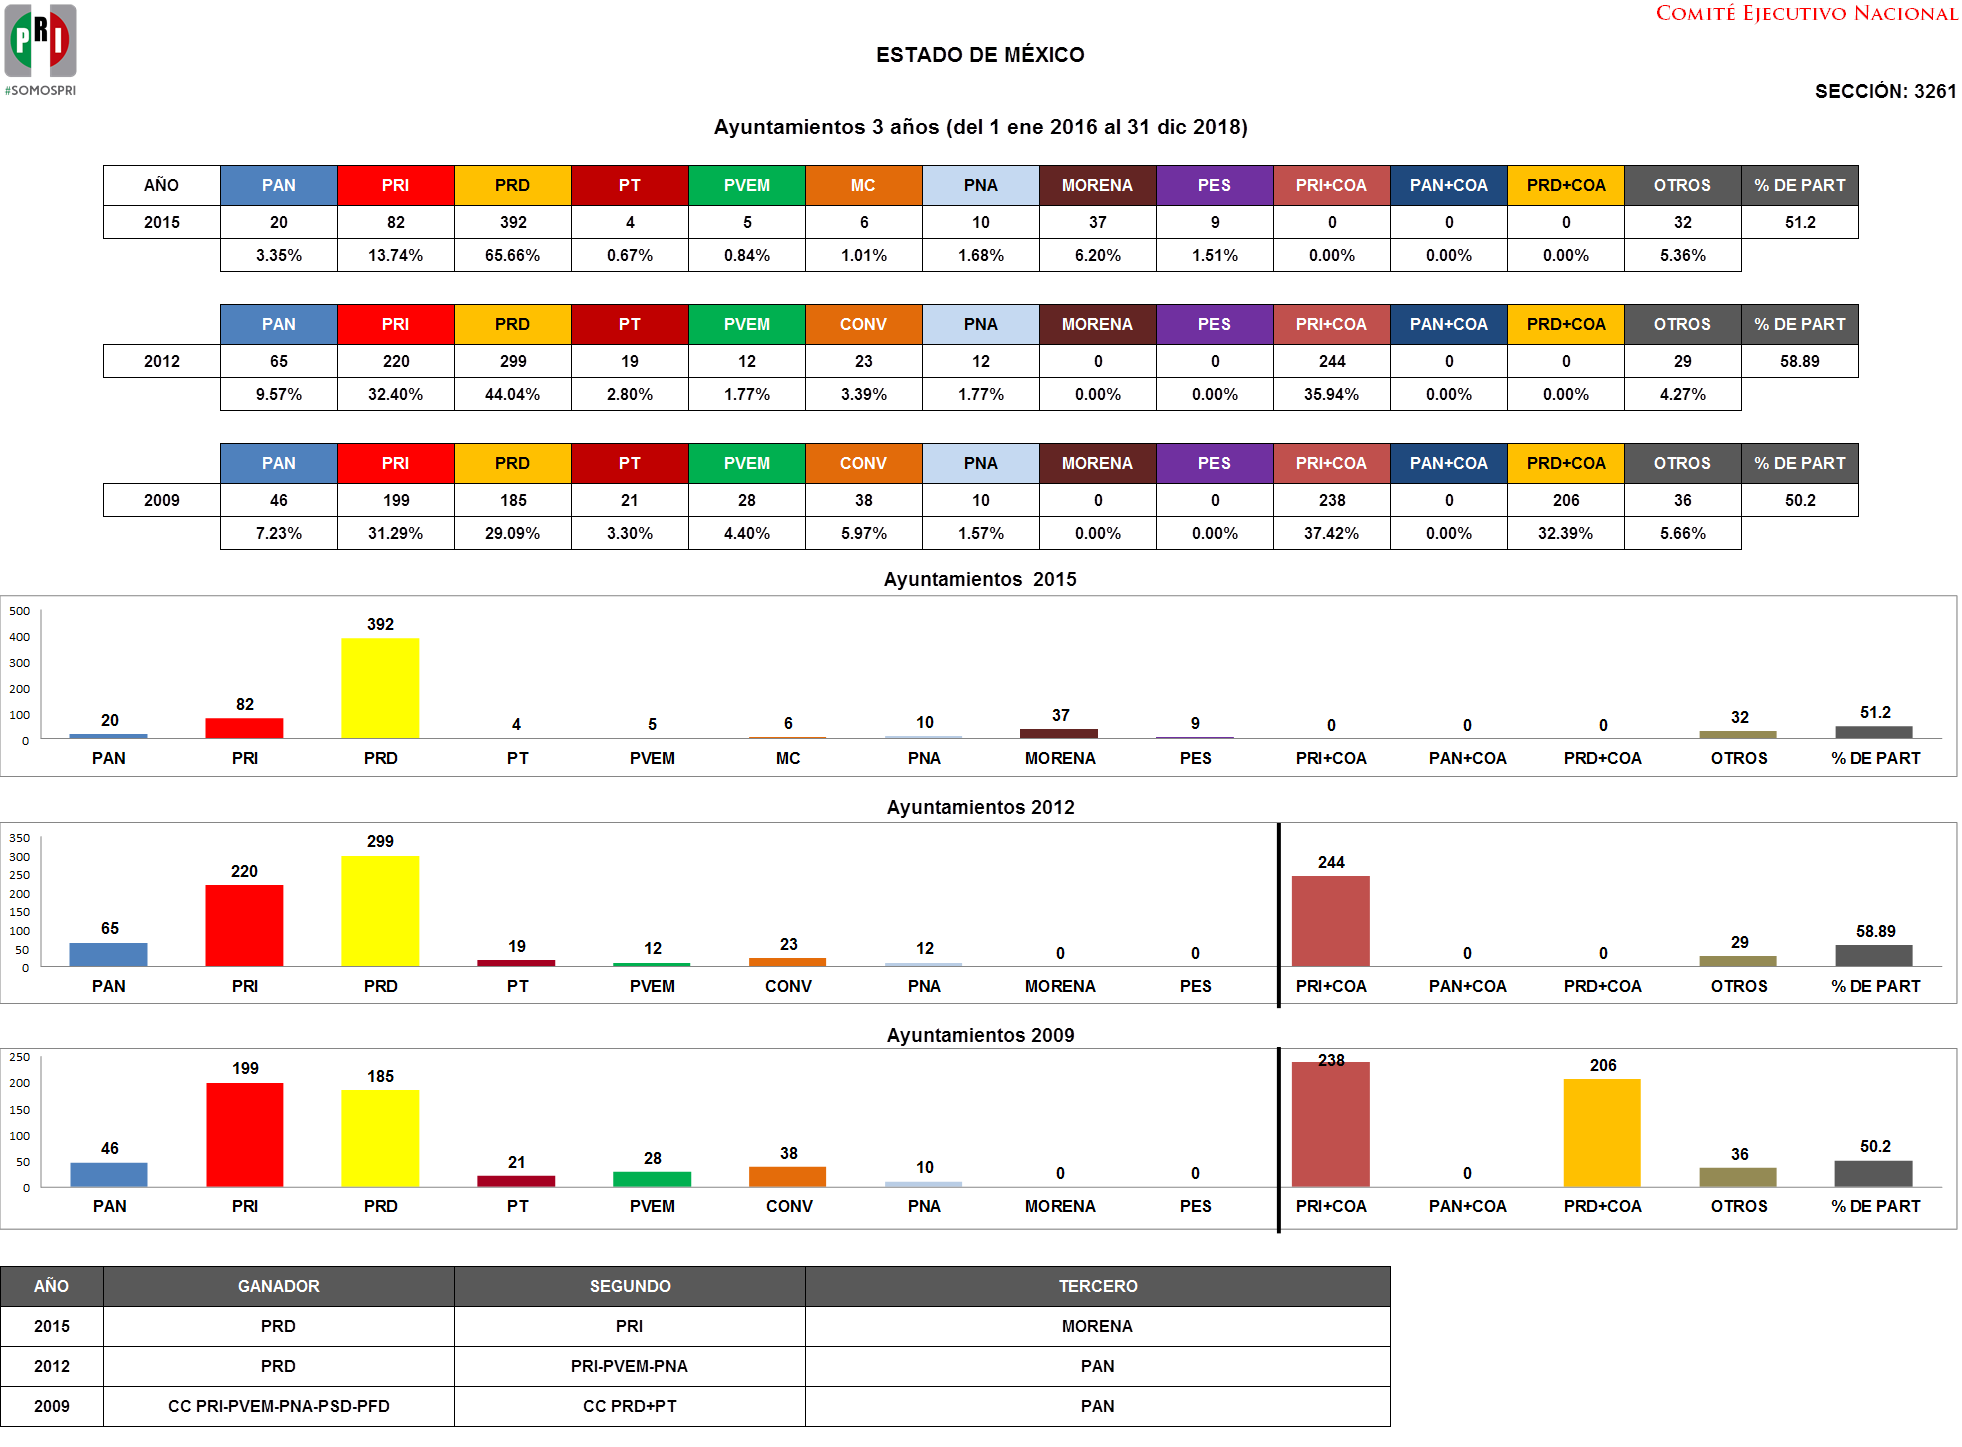 COMITÉ EJECUTIVO NACIONAL
PRI
#SOMOSPRI
ESTADO DE MÉXICO
SECCIÓN: 3261
Ayuntamientos 3 años (del 1 ene 2016 al 31 dic 2018)
AÑO PAN PRI PRD PT PVEM MC PNA MORENA PES PRI+COA PAN+COA PRD+COA OTROS % DE PART
2015 20 82 392 4 5 6 10 37 9 0 0 0 32 51.2
3.35% 13.74% 65.66% 0.67% 0.84% 1.01% 1.68% 6.20% 1.51% 0.00% 0.00% 0.00% 5.36%
PAN PRI PRD PT PVEM CONV PNA MORENA PES PRI+COA PAN+COA PRD+COA OTROS % DE PART
2012 65 220 299 19 12 23 12 0 0 244 0 0 29 58.89
9.57% 32.40% 44.04% 2.80% 1.77% 3.39% 1.77% 0.00% 0.00% 35.94% 0.00% 0.00% 4.27%
PAN PRI PRD PT PVEM CONV PNA MORENA PES PRI+COA PAN+COA PRD+COA OTROS % DE PART
2009 46 199 185 21 28 38 10 0 0 238 0 206 36 50.2
7.23% 31.29% 29.09% 3.30% 4.40% 5.97% 1.57% 0.00% 0.00% 37.42% 0.00% 32.39% 5.66%
Ayuntamientos 2015
500
400
300
200
100
0
20 82 392 4 5 6 10 37 9 0 0 0 32 51.2
PAN PRI PRD PT PVEM MC PNA MORENA PES PRI+COA PAN+COA PRD+COA OTROS % DE PART
Ayuntamientos 2012
350
300
250
200
150
100
50
0
65 220 299 19 12 23 12 0 0 244 0 0 29 58.89
PAN PRI PRD PT PVEM CONV PNA MORENA PES PRI+COA PAN+COA PRD+COA OTROS % DE PART
Ayuntamientos 2009
250
200
150
100
50
0
46 199 185 21 28 38 10 0 0 238 0 206 36 50.2
PAN PRI PRD PT PVEM CONV PNA MORENA PES PRI+COA PAN+COA PRD+COA OTROS % DE PART
AÑO GANADOR SEGUNDO TERCERO
2015 PRD PRI MORENA
2012 PRD PRI-PVEM-PNA PAN
2009 CC PRI-PVEM-PNA-PSD-PFD CC PRD+PT PAN